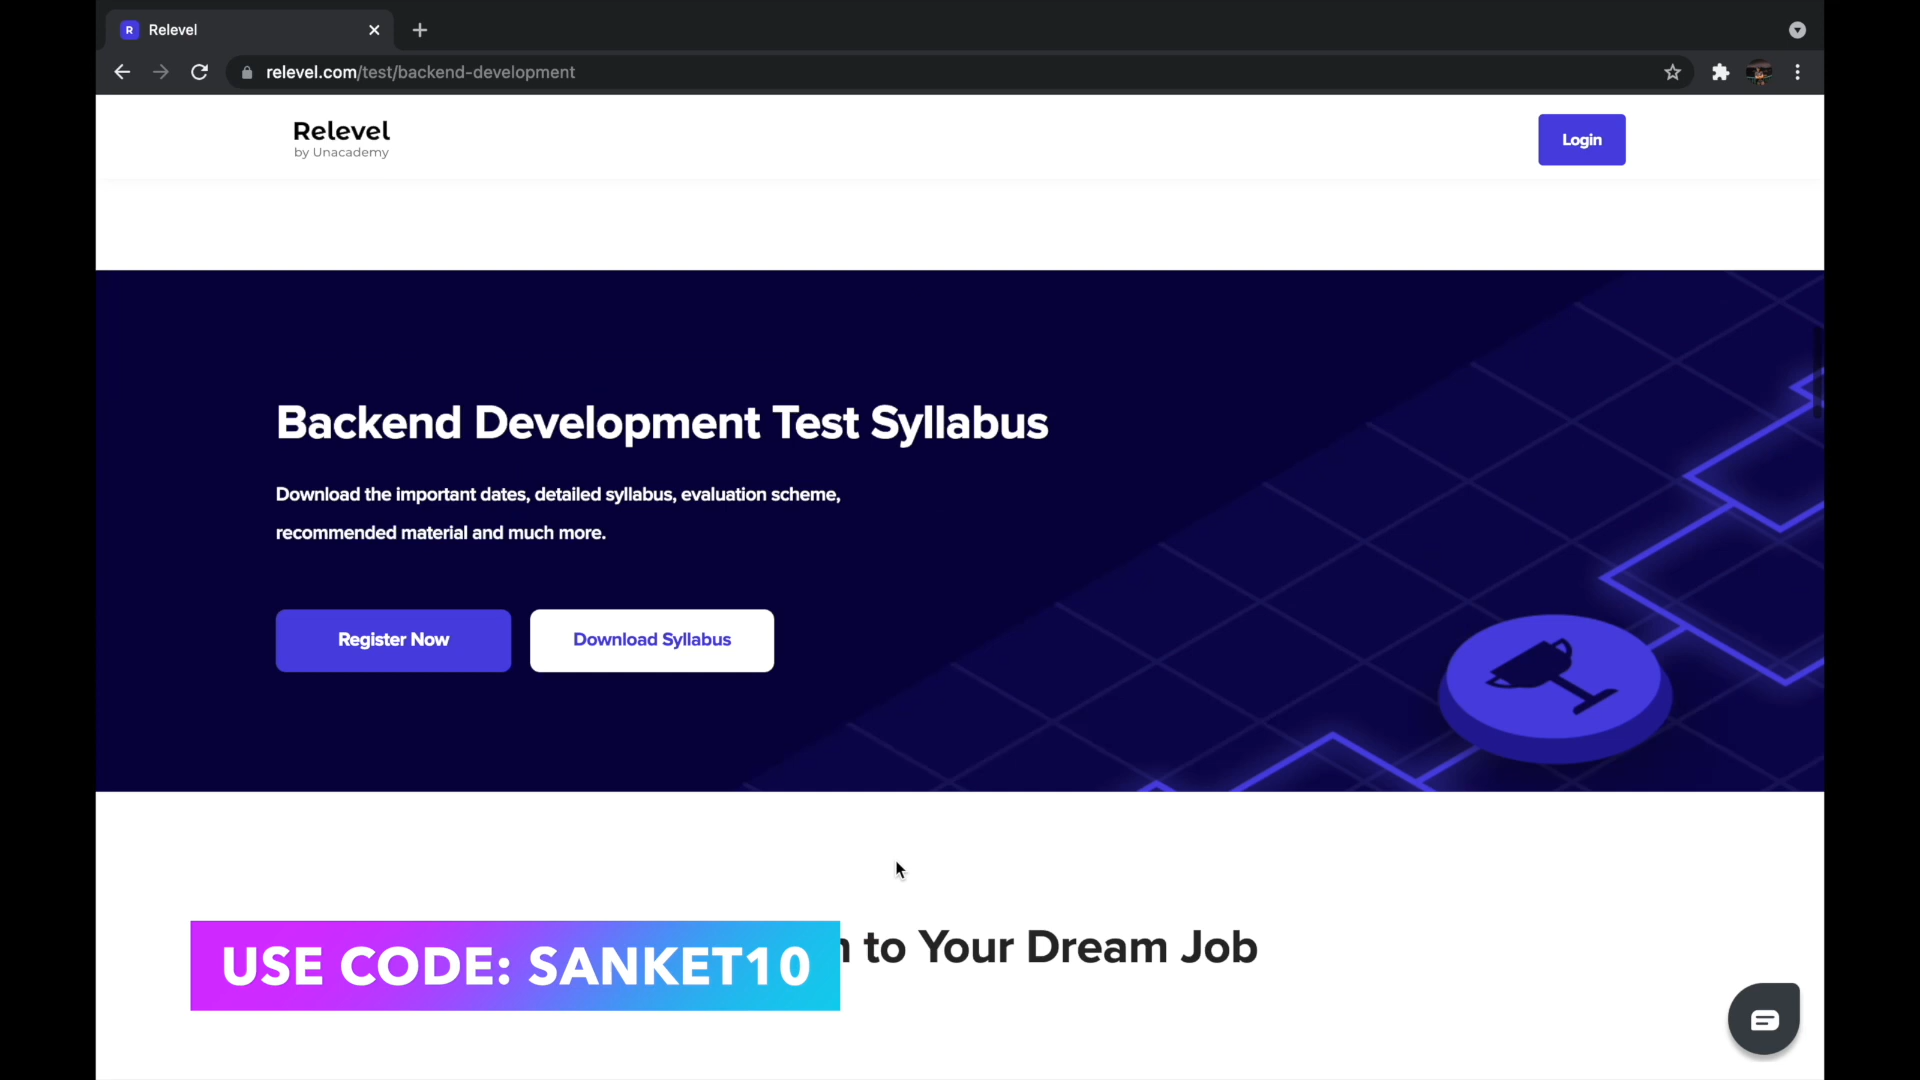 R Relevel
relevel.com/test/backend-development
Relevel
by Unacademy
Login
Backend Development Test Syllabus
Download the important dates, detailed syllabus, evaluation scheme,
recommended material and much more.
Register Now
Download Syllabus
to Your Dream Job
USE CODE: SANKET10